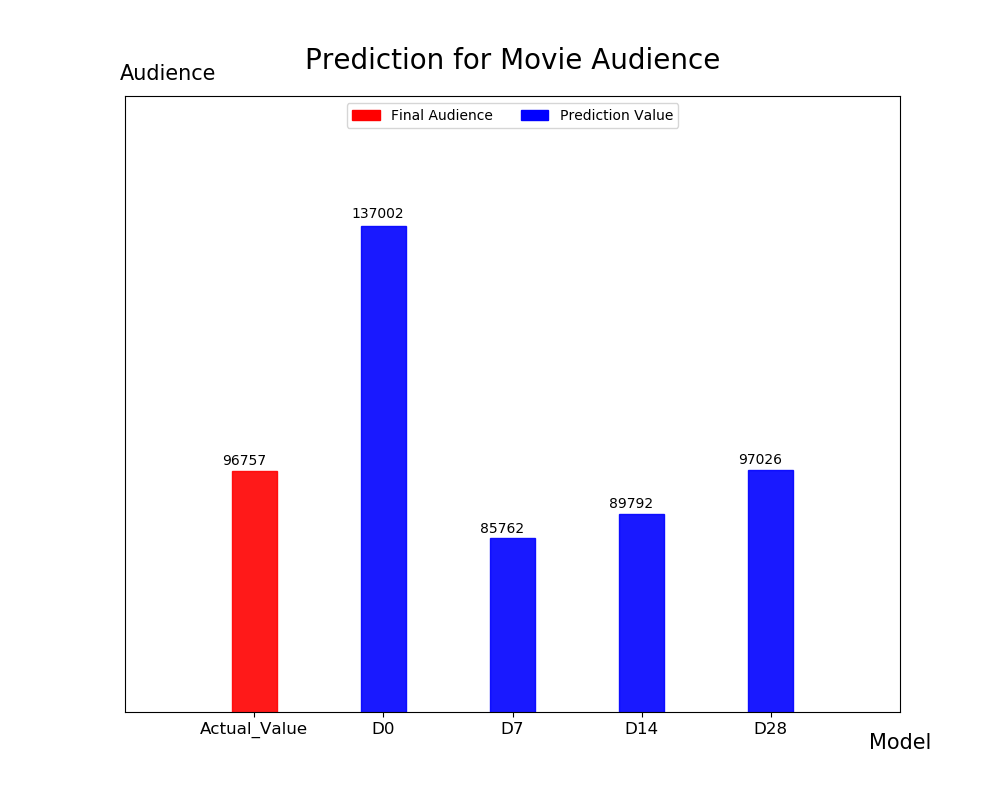 Prediction for Movie Audience
Audience
Final Audience Prediction Value
137002
96757
97026
89792
85762
Actual_Value D0 D7 D14 D28
Model